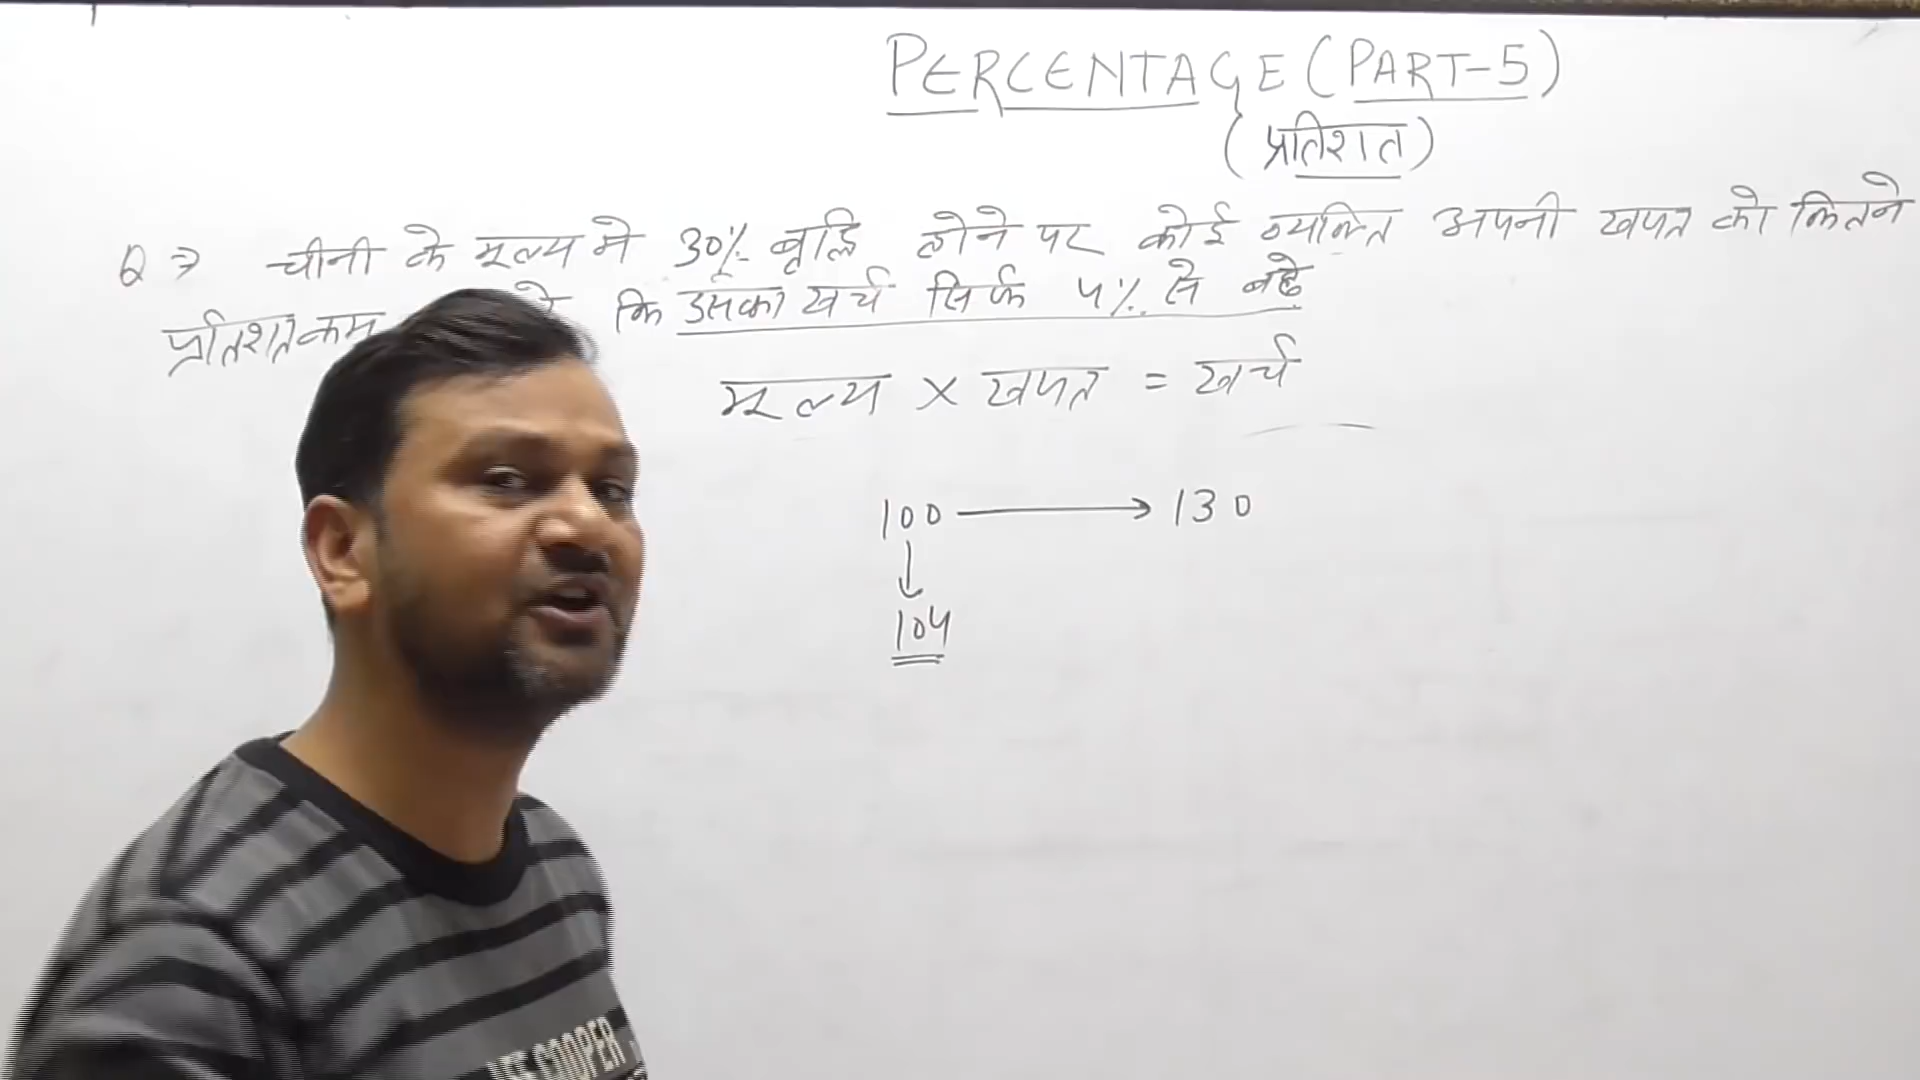 PERCENTAGE (PART-5)
(प्रतिशत)
Q ⇒ चीनी के मूल्य मे 30% वृद्धि होने पर कोई व्यक्ति अपनी खपत को कितने
प्रतिशत कम कि उसका खर्च सिर्फ 4% से बढ़े
मूल्य × खपत = खर्च
100 → 130
↓
104
COOPER